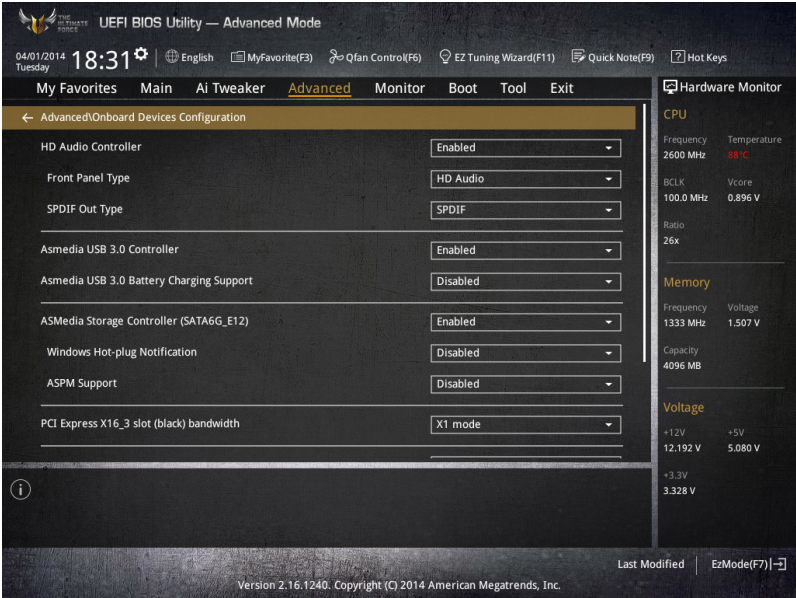 THE ULTIMATE FORCE
UEFI BIOS Utility — Advanced Mode
04/01/2014 Tuesday 18:31 English MyFavorite(F3) Qfan Control(F6) EZ Tuning Wizard(F11) Quick Note(F9) ? Hot Keys
My Favorites Main Ai Tweaker Advanced Monitor Boot Tool Exit
← Advanced\Onboard Devices Configuration
HD Audio Controller Enabled
Front Panel Type HD Audio
SPDIF Out Type SPDIF
Asmedia USB 3.0 Controller Enabled
Asmedia USB 3.0 Battery Charging Support Disabled
ASMedia Storage Controller (SATA6G_E12) Enabled
Windows Hot-plug Notification Disabled
ASPM Support Disabled
PCI Express X16_3 slot (black) bandwidth X1 mode
Hardware Monitor
CPU
Frequency Temperature
2600 MHz 88°C
BCLK Vcore
100.0 MHz 0.896 V
Ratio
26x
Memory
Frequency Voltage
1333 MHz 1.507 V
Capacity
4096 MB
Voltage
+12V +5V
12.192 V 5.080 V
+3.3V
3.328 V
Last Modified EzMode(F7)
Version 2.16.1240. Copyright (C) 2014 American Megatrends, Inc.